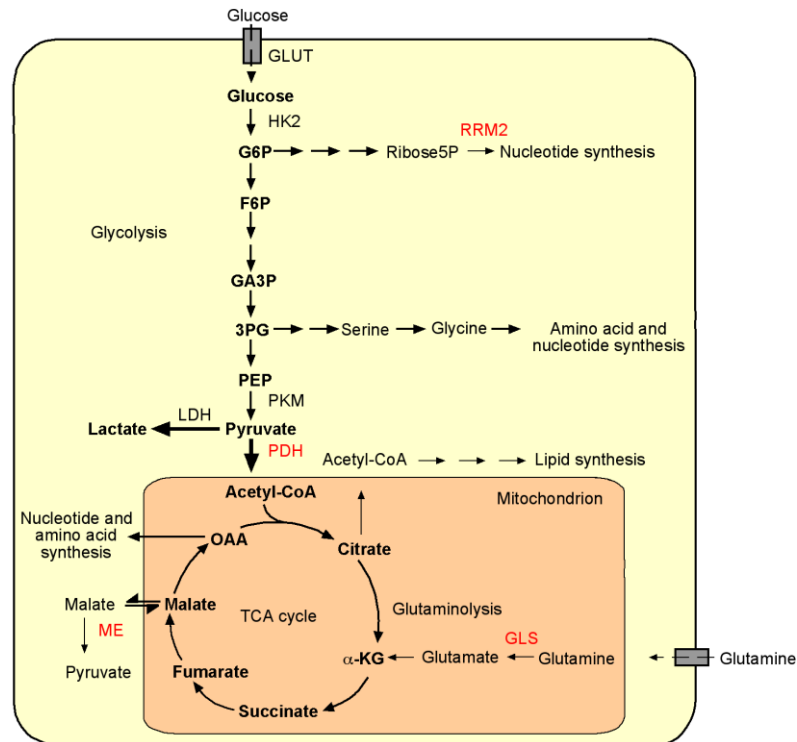 Glucose
GLUT
Glucose
HK2
RRM2
G6P
Ribose5P
Nucleotide synthesis
F6P
Glycolysis
GA3P
3PG
Serine
Glycine
Amino acid and
nucleotide synthesis
PEP
PKM
LDH
Lactate
Pyruvate
PDH
Acetyl-CoA
Lipid synthesis
Acetyl-CoA
Mitochondrion
Nucleotide and
amino acid
synthesis
OAA
Citrate
Malate
Malate
TCA cycle
Glutaminolysis
ME
GLS
α-KG
Glutamate
Glutamine
Glutamine
Pyruvate
Fumarate
Succinate